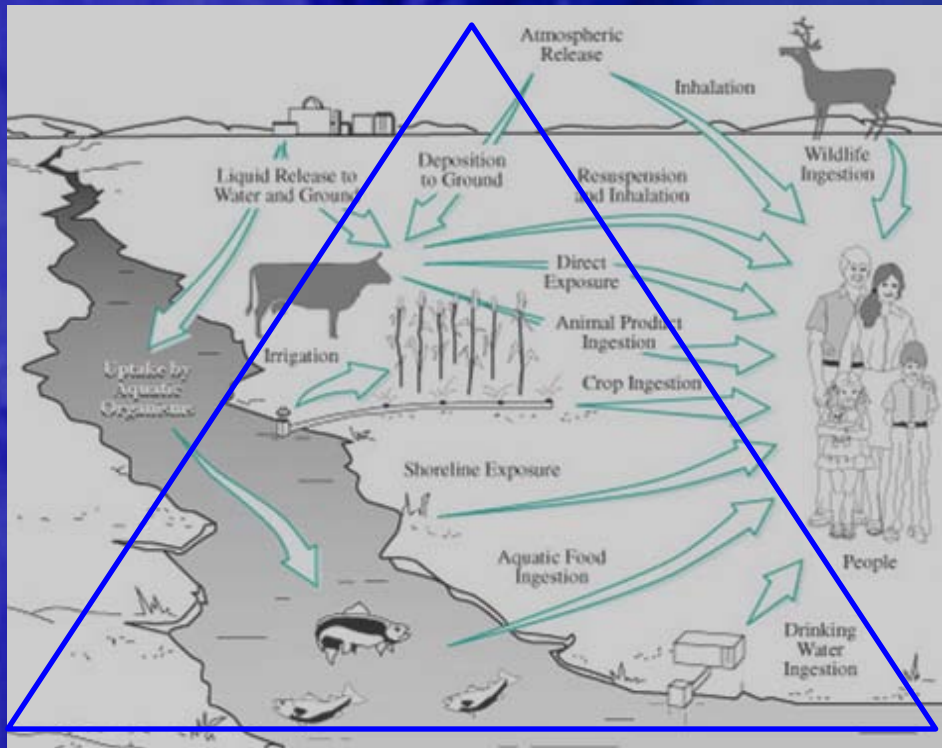 Atmospheric
Release
Inhalation
Wildlife
Ingestion
Liquid Release to
Water and Ground
Deposition
to Ground
Resuspension
and Inhalation
Direct
Exposure
Animal Product
Ingestion
Irrigation
Crop Ingestion
Uptake by
Aquatic
Organisms
Shoreline Exposure
Aquatic Food
Ingestion
People
Drinking
Water
Ingestion